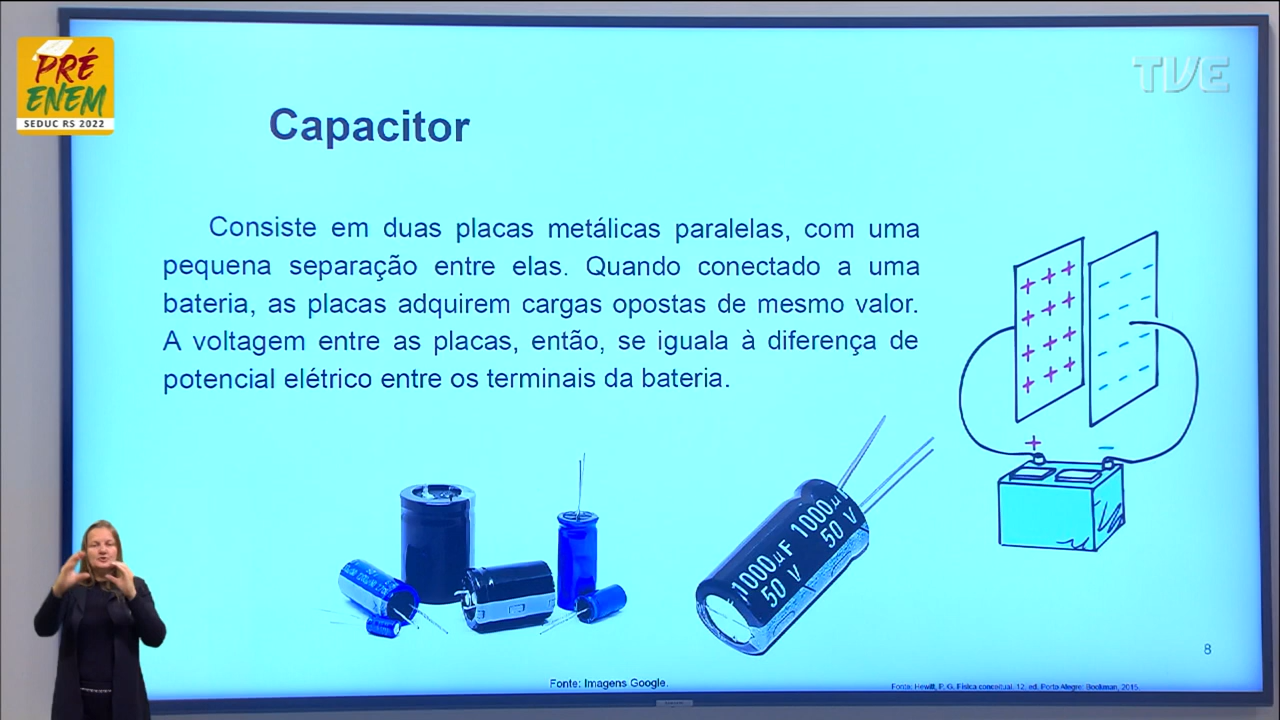 PRÉ
ENEM
SEDUC RS 2022
TVE
Capacitor
Consiste em duas placas metálicas paralelas, com uma
pequena separação entre elas. Quando conectado a uma
bateria, as placas adquirem cargas opostas de mesmo valor.
A voltagem entre as placas, então, se iguala à diferença de
potencial elétrico entre os terminais da bateria.
1000µF 1000µ
50 V 50 V
8
Fonte: Imagens Google.
Fonte: Hewitt, P. G. Física conceitual. 12. ed. Porto Alegre: Bookman, 2015.